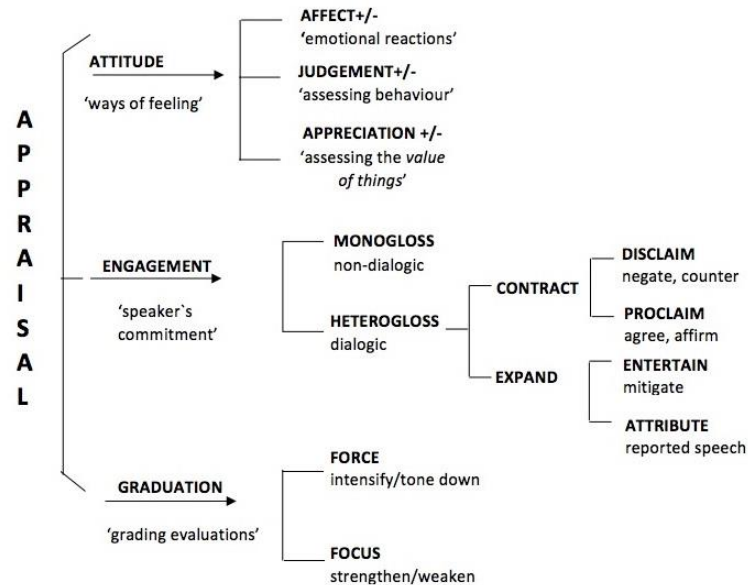 APPRAISAL
ATTITUDE
‘ways of feeling’
AFFECT+/-
‘emotional reactions’
JUDGEMENT+/-
‘assessing behaviour’
APPRECIATION +/-
‘assessing the value
of things’
ENGAGEMENT
‘speaker`s
commitment’
MONOGLOSS
non-dialogic
HETEROGLOSS
dialogic
CONTRACT
DISCLAIM
negate, counter
PROCLAIM
agree, affirm
EXPAND
ENTERTAIN
mitigate
ATTRIBUTE
reported speech
GRADUATION
‘grading evaluations’
FORCE
intensify/tone down
FOCUS
strengthen/weaken